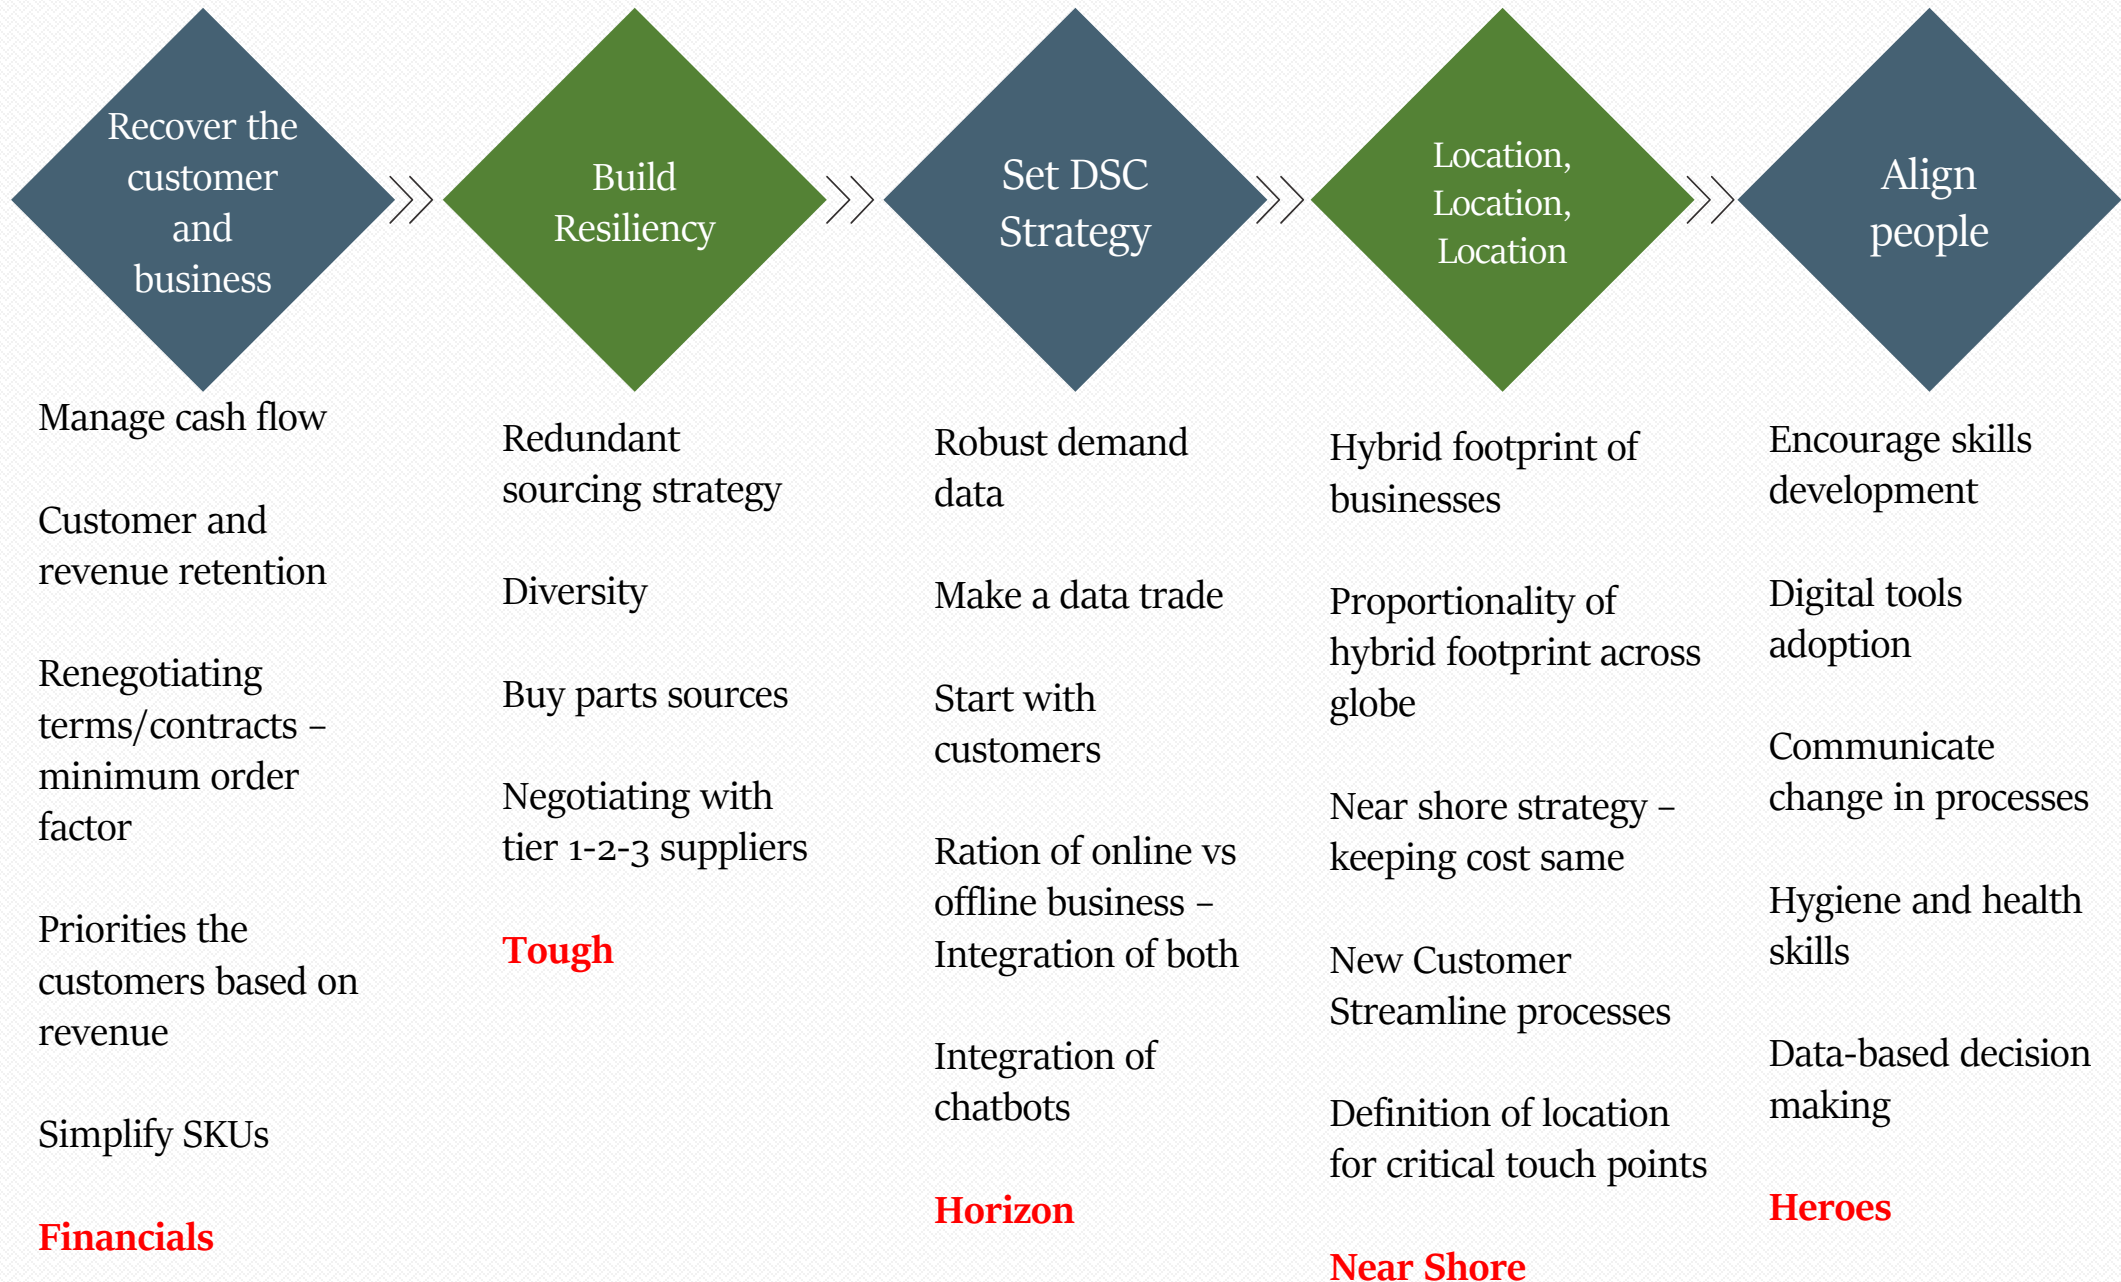 Recover the
customer
and
business
Build
Resiliency
Set DSC
Strategy
Location,
Location,
Location
Align
people
Manage cash flow
Customer and
revenue retention
Renegotiating
terms/contracts –
minimum order
factor
Priorities the
customers based on
revenue
Simplify SKUs
Financials
Redundant
sourcing strategy
Diversity
Buy parts sources
Negotiating with
tier 1-2-3 suppliers
Tough
Robust demand
data
Make a data trade
Start with
customers
Ration of online vs
offline business –
Integration of both
Integration of
chatbots
Horizon
Hybrid footprint of
businesses
Proportionality of
hybrid footprint across
globe
Near shore strategy –
keeping cost same
New Customer
Streamline processes
Definition of location
for critical touch points
Near Shore
Encourage skills
development
Digital tools
adoption
Communicate
change in processes
Hygiene and health
skills
Data-based decision
making
Heroes